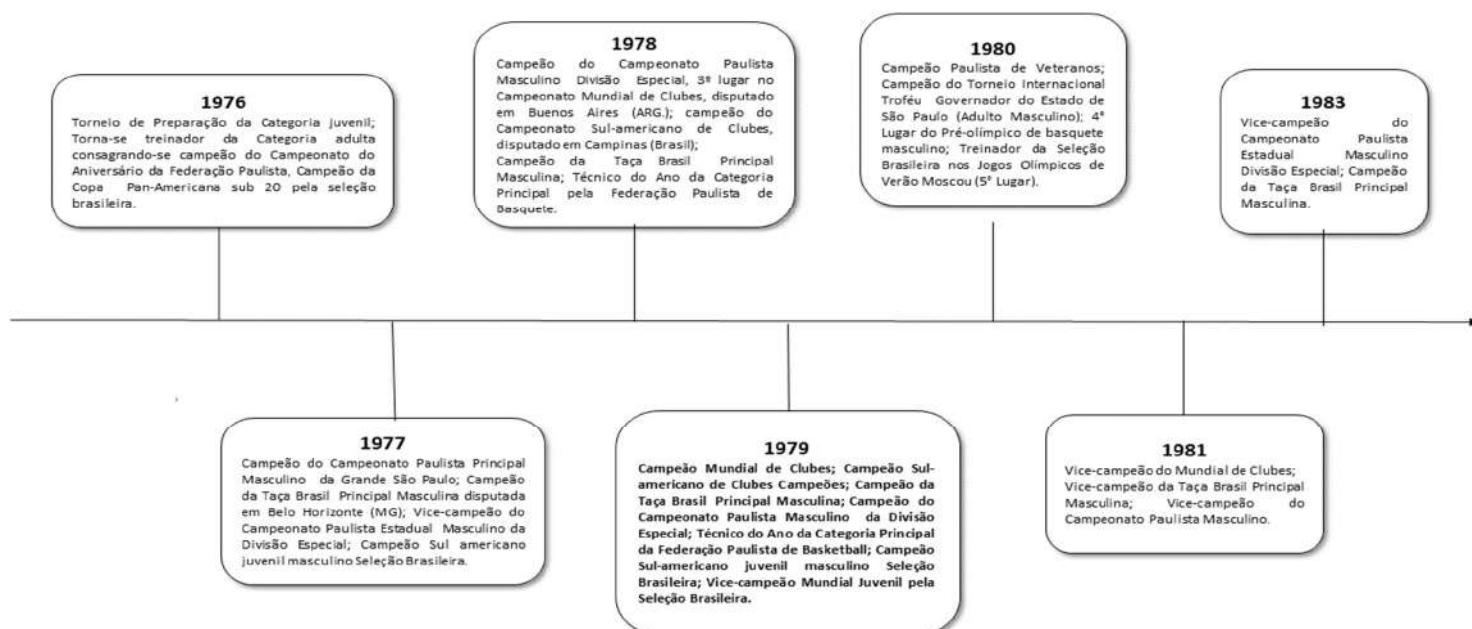 1976
Torneio de Preparação da Categoria juvenil;
Torna-se treinador da Categoria adulta
consagrando-se campeão do Campeonato do
Aniversário da Federação Paulista, Campeão da
Copa Pan-Americana sub 20 pela seleção
brasileira.
1978
Campeão do Campeonato Paulista
Masculino Divisão Especial, 3º lugar no
Campeonato Mundial de Clubes, disputado
em Buenos Aires (ARG.); campeão do
Campeonato Sul-americano de Clubes,
disputado em Campinas (Brasil);
Campeão da Taça Brasil Principal
Masculina; Técnico do Ano da Categoria
Principal pela Federação Paulista de
Basquete.
1980
Campeão Paulista de Veteranos;
Campeão do Torneio Internacional
Troféu Governador do Estado de
São Paulo (Adulto Masculino); 4°
Lugar do Pré-olímpico de basquete
masculino; Treinador da Seleção
Brasileira nos Jogos Olímpicos de
Verão Moscou (5° Lugar).
1983
Vice-campeão do
Campeonato Paulista
Estadual Masculino
Divisão Especial; Campeão
da Taça Brasil Principal
Masculina.
1977
Campeão do Campeonato Paulista Principal
Masculino da Grande São Paulo; Campeão
da Taça Brasil Principal Masculina disputada
em Belo Horizonte (MG); Vice-campeão do
Campeonato Paulista Estadual Masculino da
Divisão Especial; Campeão Sul americano
juvenil masculino Seleção Brasileira.
1979
Campeão Mundial de Clubes; Campeão Sul-
americano de Clubes Campeões; Campeão da
Taça Brasil Principal Masculina; Campeão do
Campeonato Paulista Masculino da Divisão
Especial; Técnico do Ano da Categoria Principal
da Federação Paulista de Basketball; Campeão
Sul-americano juvenil masculino Seleção
Brasileira; Vice-campeão Mundial Juvenil pela
Seleção Brasileira.
1981
Vice-campeão do Mundial de Clubes;
Vice-campeão da Taça Brasil Principal
Masculina; Vice-campeão do
Campeonato Paulista Masculino.